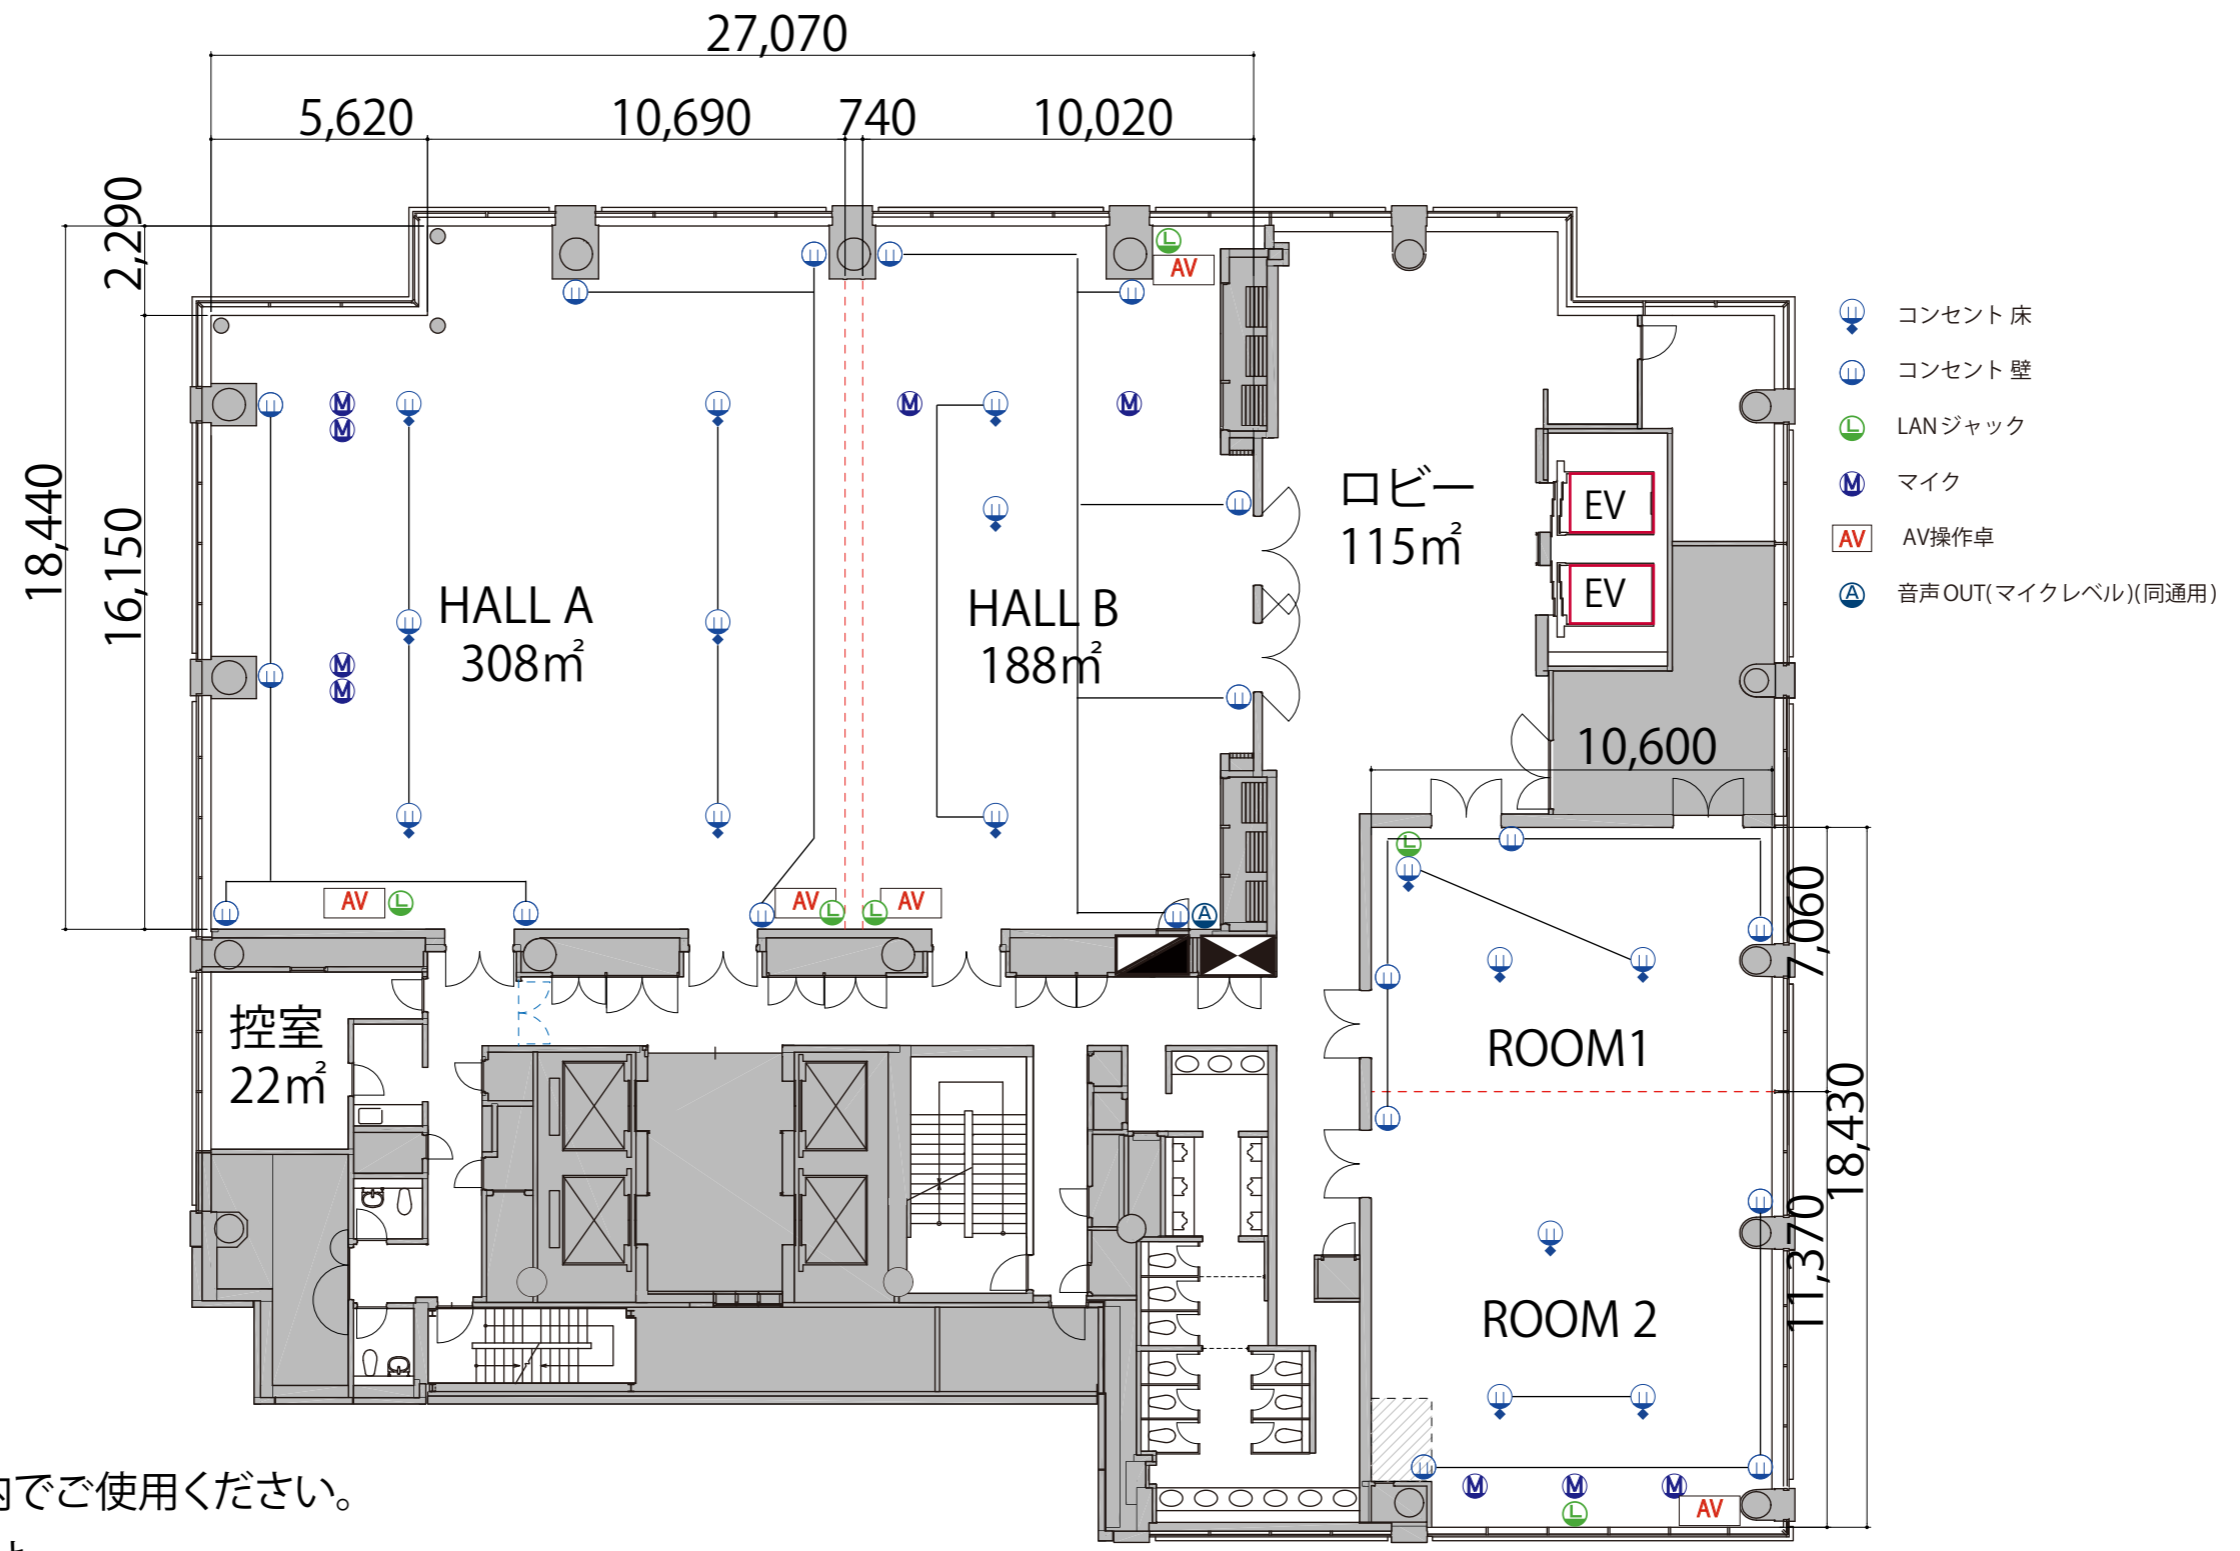 27,070
5,620
10,690
740
10,020
2,290
18,440
16,150
AV
コンセント 床
コンセント 壁
L LANジャック
M マイク
AV AV操作卓
A 音声OUT(マイクレベル)(同通用)
M
M
M
M
HALL A
308㎡
M
M
HALL B
188㎡
ロビー
115㎡
EV
EV
10,600
M
M
L
AV
L
AV
L
L
AV
A
L
7,060
控室
22㎡
ROOM1
18,430
11,370
ROOM 2
M
M
M
L
AV
内でご使用ください。